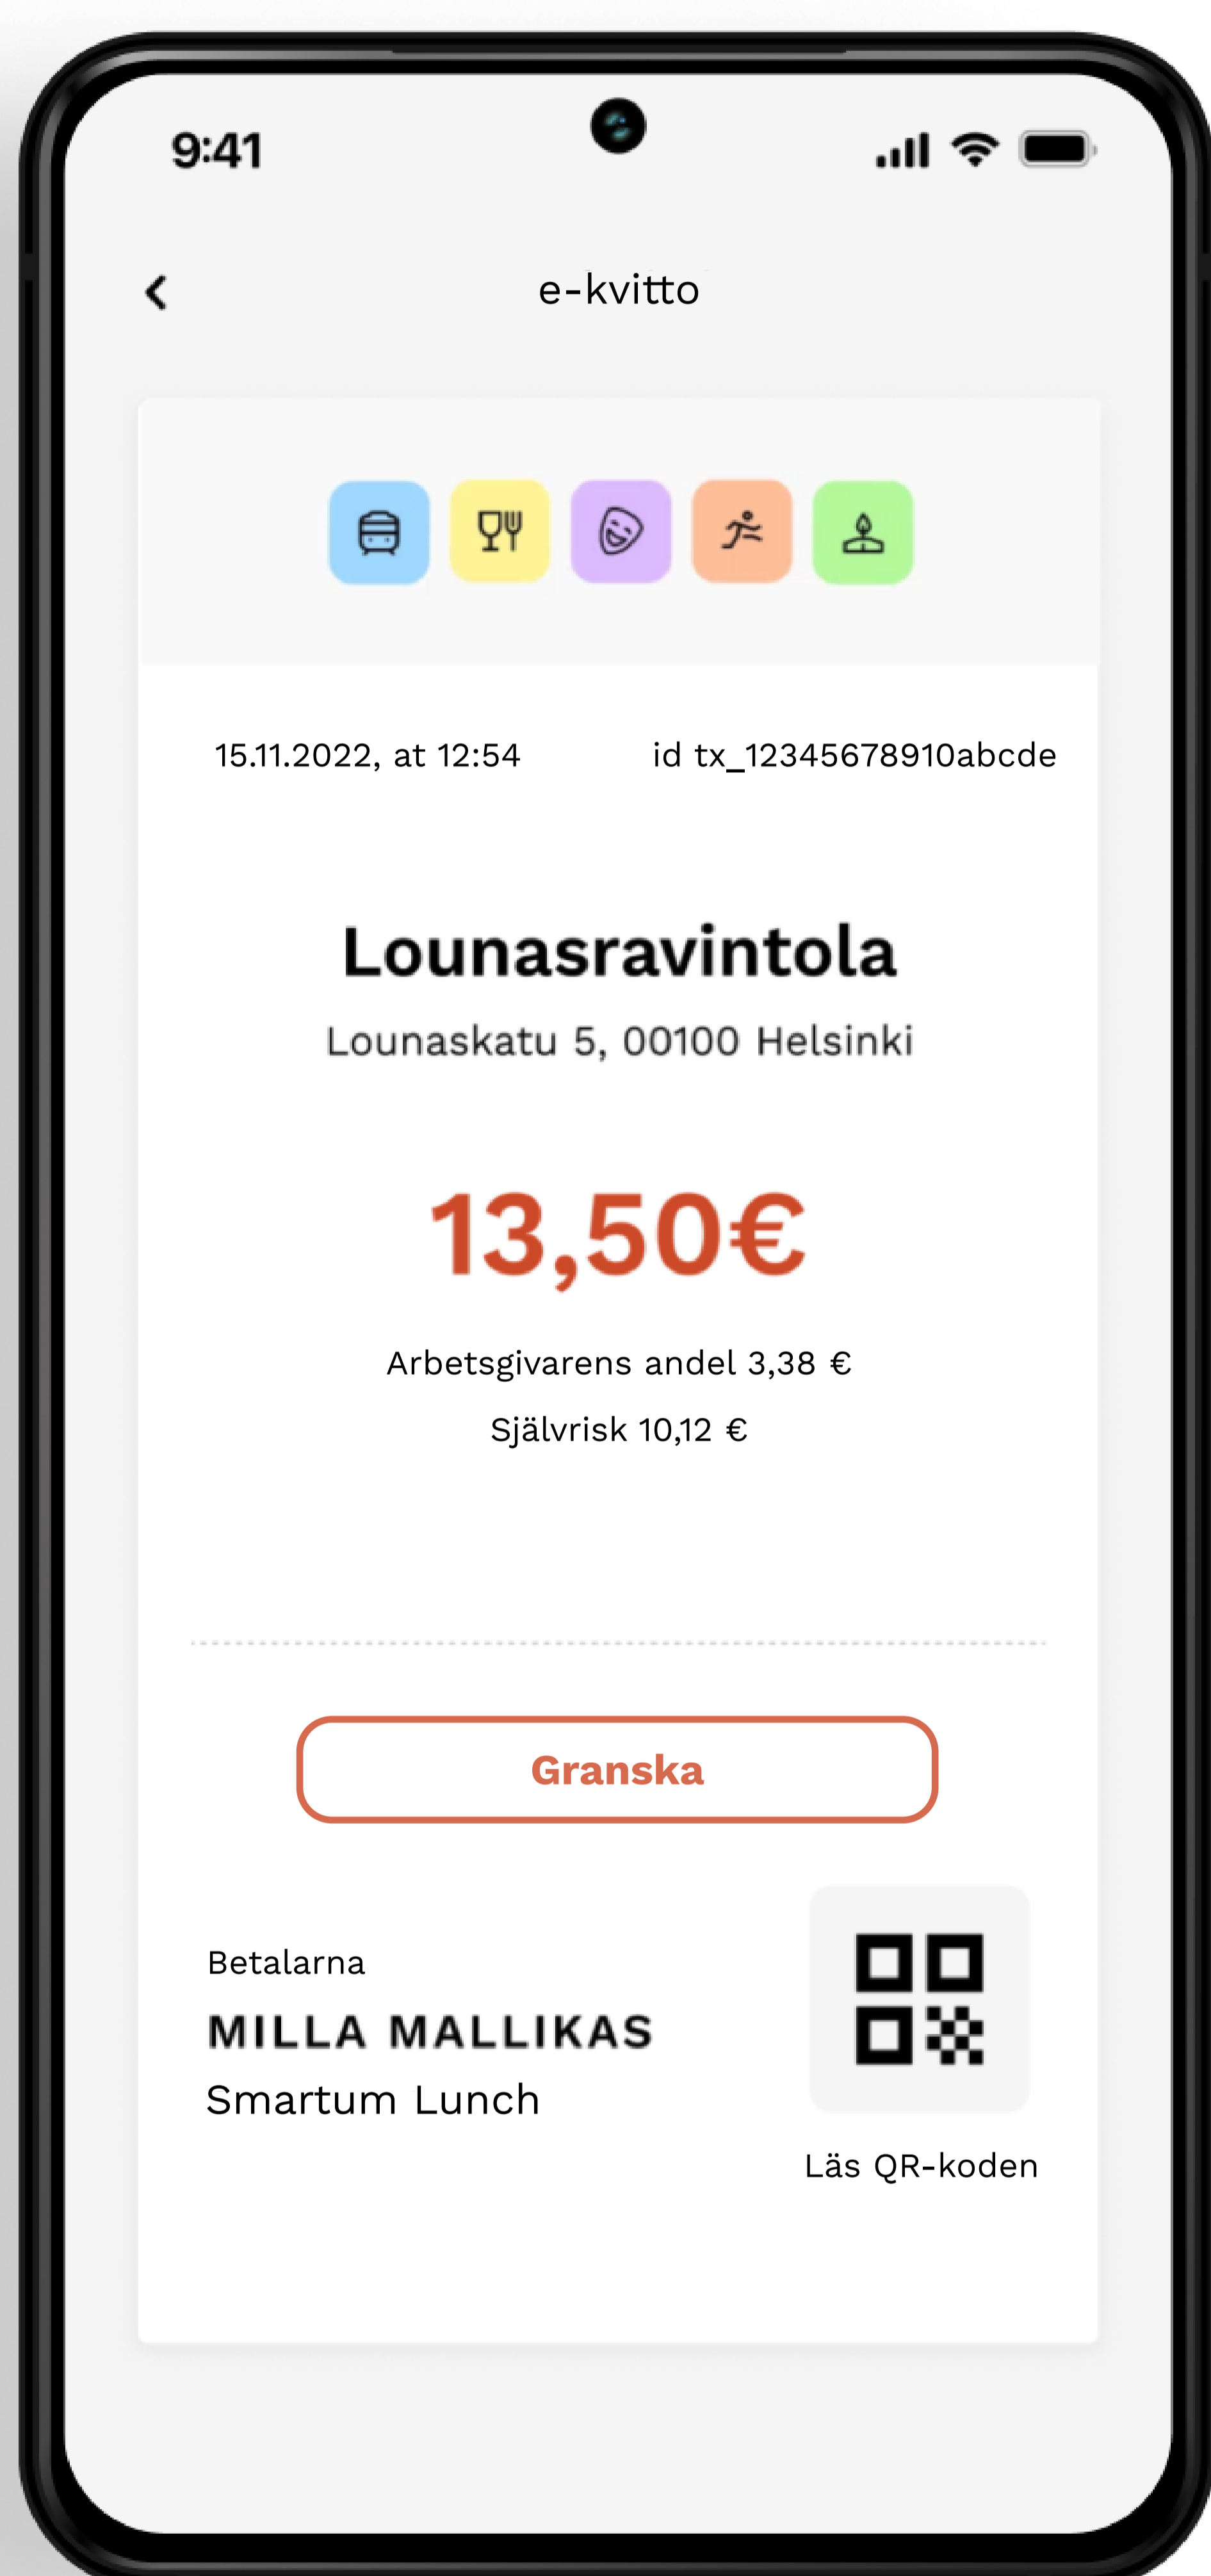 9:41
e-kvitto
15.11.2022, at 12:54
id tx_12345678910abcde
Lounasravintola
Lounaskatu 5, 00100 Helsinki
13,50€
Arbetsgivarens andel 3,38 €
Självrisk 10,12 €
Granska
Betalarna
MILLA MALLIKAS
Smartum Lunch
Läs QR-koden